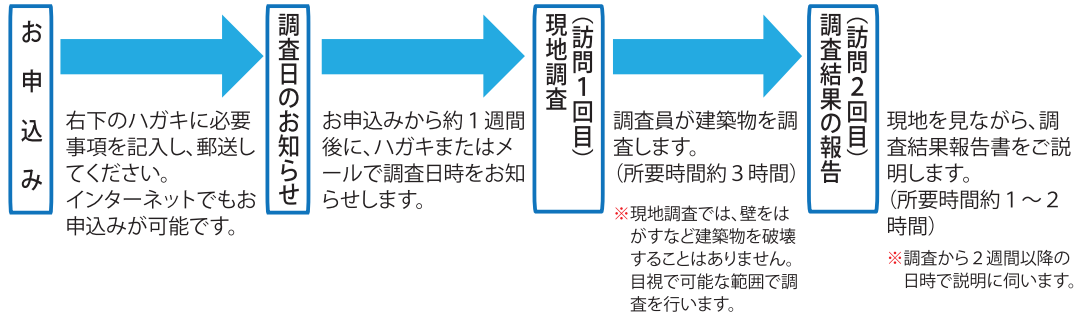 お申込み
右下のハガキに必要
事項を記入し、郵送し
てください。
インターネットでもお
申込みが可能です。
調査日のお知らせ
お申込みから約１週間
後に、ハガキまたはメ
ールで調査日時をお知
らせします。
（訪問１回目）
現地調査
調査員が建築物を調
査します。
（所要時間約３時間）
※現地調査では、壁をは
がすなど建築物を破壊
することはありません。
目視で可能な範囲で調
査を行います。
（訪問２回目）
調査結果の報告
現地を見ながら、調
査結果報告書をご説
明します。
（所要時間約１～２
時間）
※調査から２週間以降の
日時で説明に伺います。